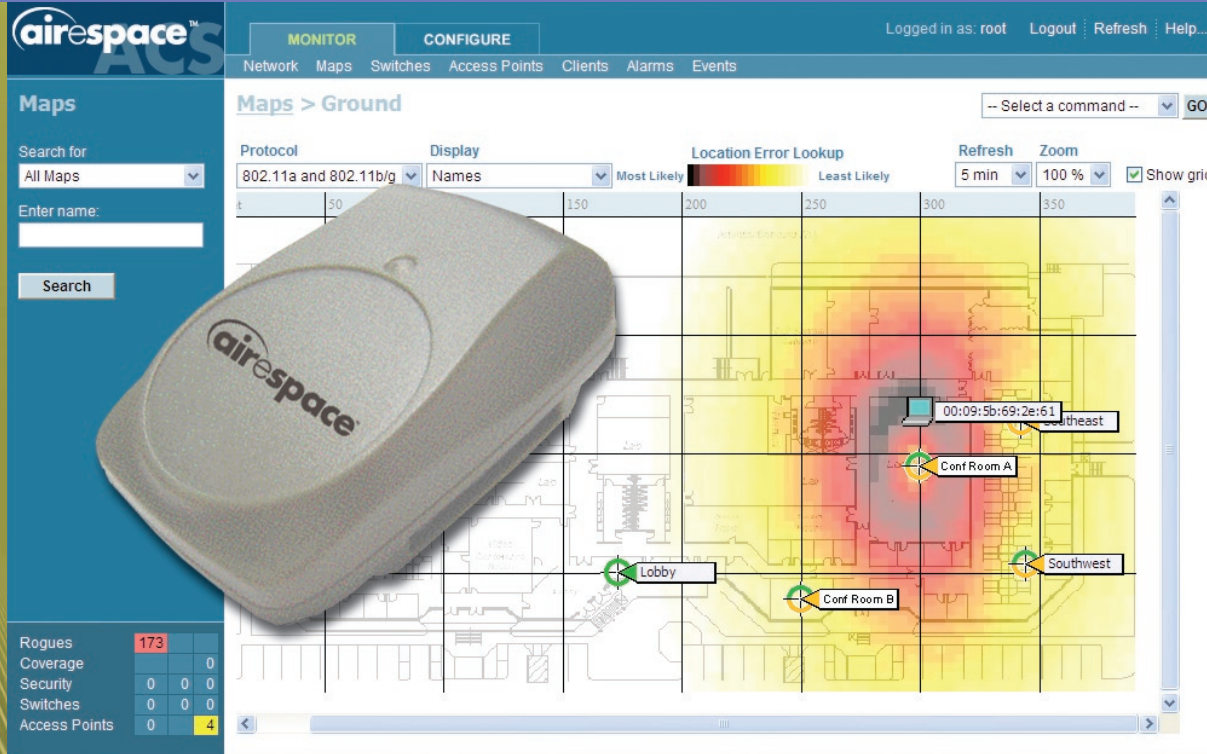 airespace™
ACS
MONITOR
CONFIGURE
Logged in as: root
Logout
Refresh
Help...
Network
Maps
Switches
Access Points
Clients
Alarms
Events
Maps
Maps > Ground
-- Select a command --
GO
Search for
All Maps
Enter name:
Search
Protocol
802.11a and 802.11b/g
Display
Names
Location Error Lookup
Most Likely
Least Likely
Refresh
5 min
Zoom
100 %
Show grid
50
150
200
250
300
350
airespace
00:09:5b:69:2e:61
Southeast
Conf Room A
Lobby
Southwest
Conf Room B
Rogues 173
Coverage 0
Security 0 0 0
Switches 0 0 0
Access Points 0 4